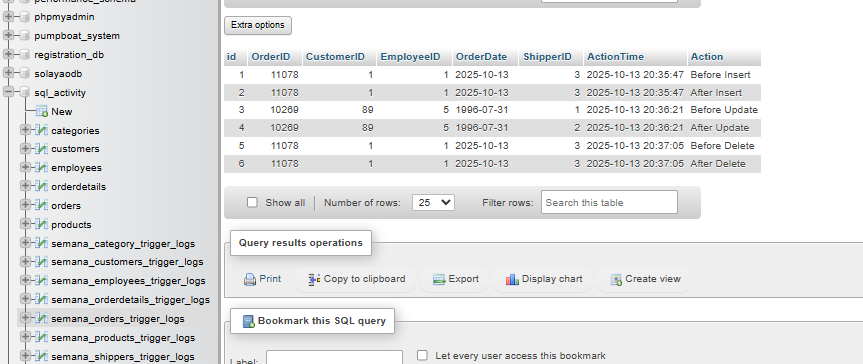 performance_schema
phpmyadmin
pumpboat_system
registration_db
solayaodb
sql_activity
New
categories
customers
employees
orderdetails
orders
products
semana_category_trigger_logs
semana_customers_trigger_logs
semana_employees_trigger_logs
semana_orderdetails_trigger_logs
semana_orders_trigger_logs
semana_products_trigger_logs
semana_shippers_trigger_logs
Extra options
id OrderID CustomerID EmployeeID OrderDate ShipperID ActionTime Action
1 11078 1 1 2025-10-13 3 2025-10-13 20:35:47 Before Insert
2 11078 1 1 2025-10-13 3 2025-10-13 20:35:47 After Insert
3 10269 89 5 1996-07-31 1 2025-10-13 20:36:21 Before Update
4 10269 89 5 1996-07-31 2 2025-10-13 20:36:21 After Update
5 11078 1 1 2025-10-13 3 2025-10-13 20:37:05 Before Delete
6 11078 1 1 2025-10-13 3 2025-10-13 20:37:05 After Delete
Show all Number of rows: 25 Filter rows: Search this table
Query results operations
Print Copy to clipboard Export Display chart Create view
Bookmark this SQL query
Label: Let every user access this bookmark